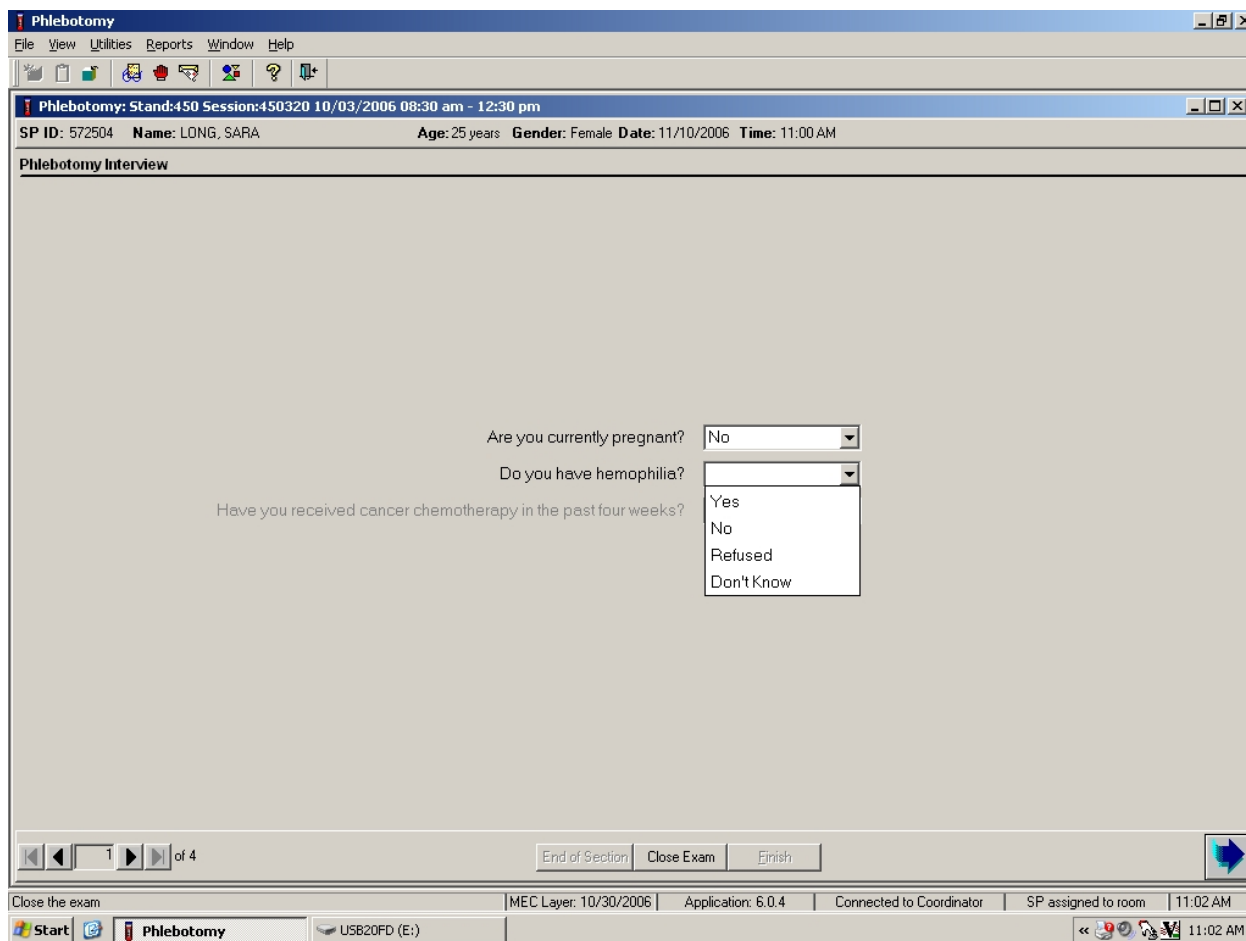 Phlebotomy
File View Utilities Reports Window Help
Phlebotomy: Stand:450 Session:450320 10/03/2006 08:30 am - 12:30 pm
SP ID: 572504 Name: LONG, SARA Age: 25 years Gender: Female Date: 11/10/2006 Time: 11:00 AM
Phlebotomy Interview
Are you currently pregnant? No
Do you have hemophilia?
Yes
Have you received cancer chemotherapy in the past four weeks?
No
Refused
Don't Know
1 of 4 End of Section Close Exam Finish
Close the exam MEC Layer: 10/30/2006 Application: 6.0.4 Connected to Coordinator SP assigned to room 11:02 AM
Start Phlebotomy USB20FD (E:) « 11:02 AM